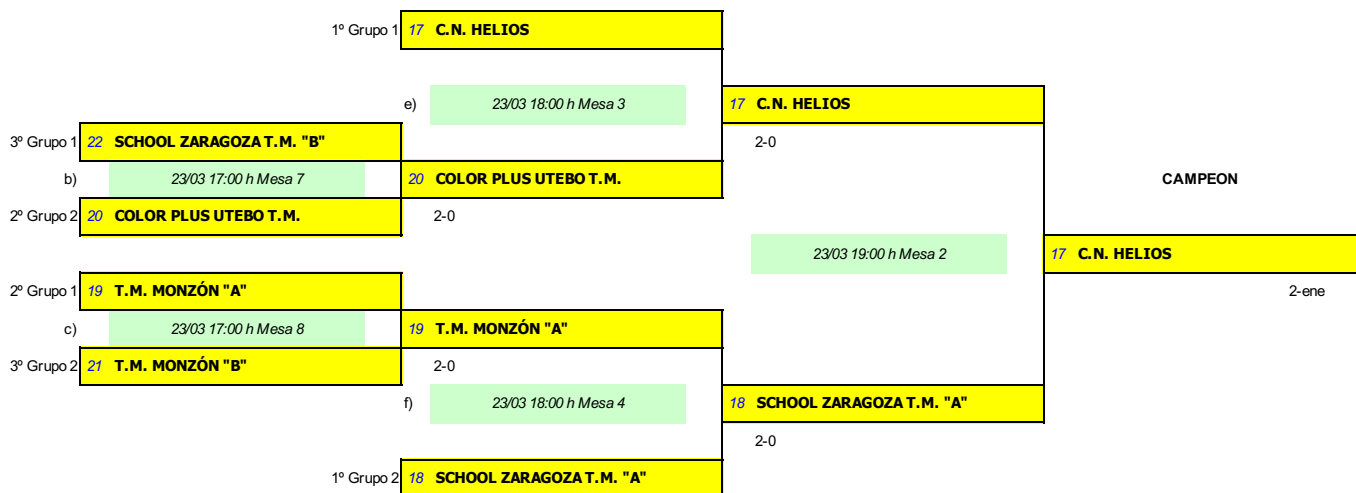 1º Grupo 1 17 C.N. HELIOS
e) 23/03 18:00 h Mesa 3 17 C.N. HELIOS
3º Grupo 1 22 SCHOOL ZARAGOZA T.M. "B" 2-0
b) 23/03 17:00 h Mesa 7 20 COLOR PLUS UTEBO T.M. CAMPEON
2º Grupo 2 20 COLOR PLUS UTEBO T.M. 2-0
23/03 19:00 h Mesa 2 17 C.N. HELIOS
2º Grupo 1 19 T.M. MONZÓN "A" 2-ene
c) 23/03 17:00 h Mesa 8 19 T.M. MONZÓN "A"
3º Grupo 2 21 T.M. MONZÓN "B" 2-0
f) 23/03 18:00 h Mesa 4 18 SCHOOL ZARAGOZA T.M. "A"
2-0
1º Grupo 2 18 SCHOOL ZARAGOZA T.M. "A"